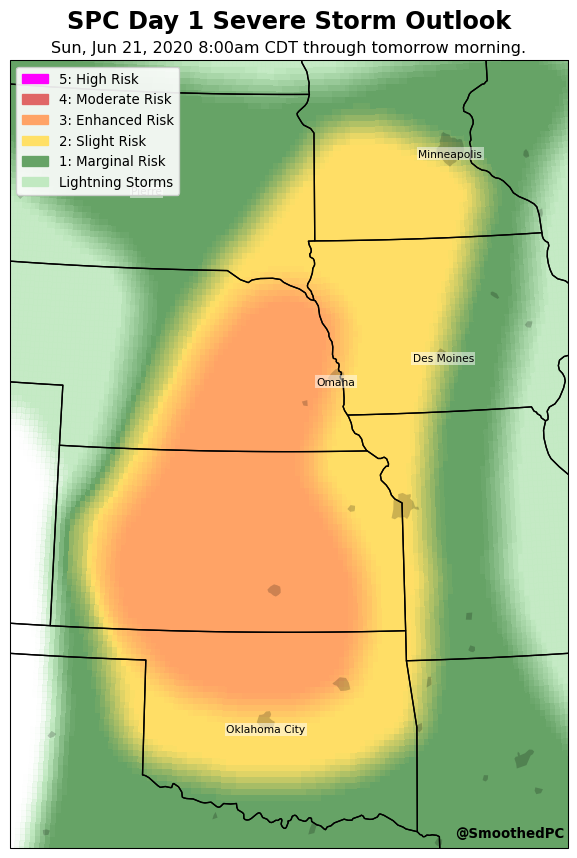 SPC Day 1 Severe Storm Outlook
Sun, Jun 21, 2020 8:00am CDT through tomorrow morning.
5: High Risk
4: Moderate Risk
3: Enhanced Risk
2: Slight Risk
1: Marginal Risk
Lightning Storms
Minneapolis
Des Moines
Omaha
Oklahoma City
@SmoothedPC